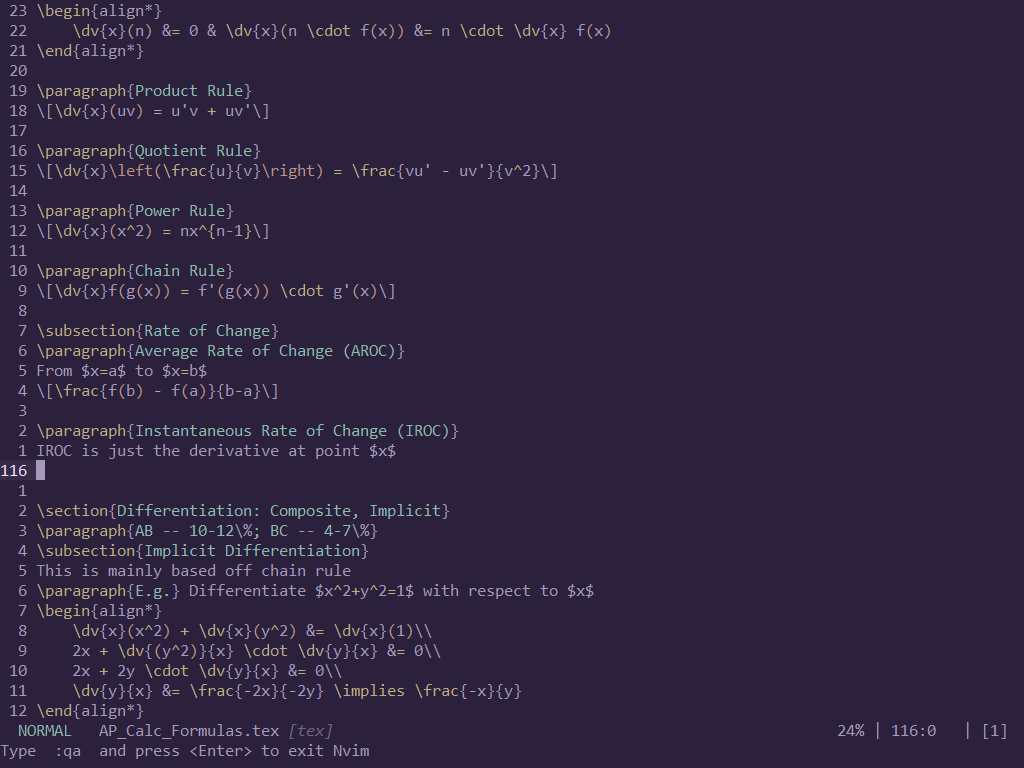 23 \begin{align*}
22     \dv{x}(n) &= 0 & \dv{x}(n \cdot f(x)) &= n \cdot \dv{x} f(x)
21 \end{align*}
20
19 \paragraph{Product Rule}
18 \[\dv{x}(uv) = u'v + uv'\]
17
16 \paragraph{Quotient Rule}
15 \[\dv{x}\left(\frac{u}{v}\right) = \frac{vu' - uv'}{v^2}\]
14
13 \paragraph{Power Rule}
12 \[\dv{x}(x^2) = nx^{n-1}\]
11
10 \paragraph{Chain Rule}
9 \[\dv{x}f(g(x)) = f'(g(x)) \cdot g'(x)\]
8
7 \subsection{Rate of Change}
6 \paragraph{Average Rate of Change (AROC)}
5 From $x=a$ to $x=b$
4 \[\frac{f(b) - f(a)}{b-a}\]
3
2 \paragraph{Instantaneous Rate of Change (IROC)}
1 IROC is just the derivative at point $x$
116
1
2 \section{Differentiation: Composite, Implicit}
3 \paragraph{AB -- 10-12\%; BC -- 4-7\%}
4 \subsection{Implicit Differentiation}
5 This is mainly based off chain rule
6 \paragraph{E.g.} Differentiate $x^2+y^2=1$ with respect to $x$
7 \begin{align*}
8     \dv{x}(x^2) + \dv{x}(y^2) &= \dv{x}(1)\\
9     2x + \dv{(y^2)}{x} \cdot \dv{y}{x} &= 0\\
10     2x + 2y \cdot \dv{y}{x} &= 0\\
11     \dv{y}{x} &= \frac{-2x}{-2y} \implies \frac{-x}{y}
12 \end{align*}
NORMAL   AP_Calc_Formulas.tex [tex] 24% | 116:0   | [1]
Type  :qa  and press <Enter> to exit Nvim